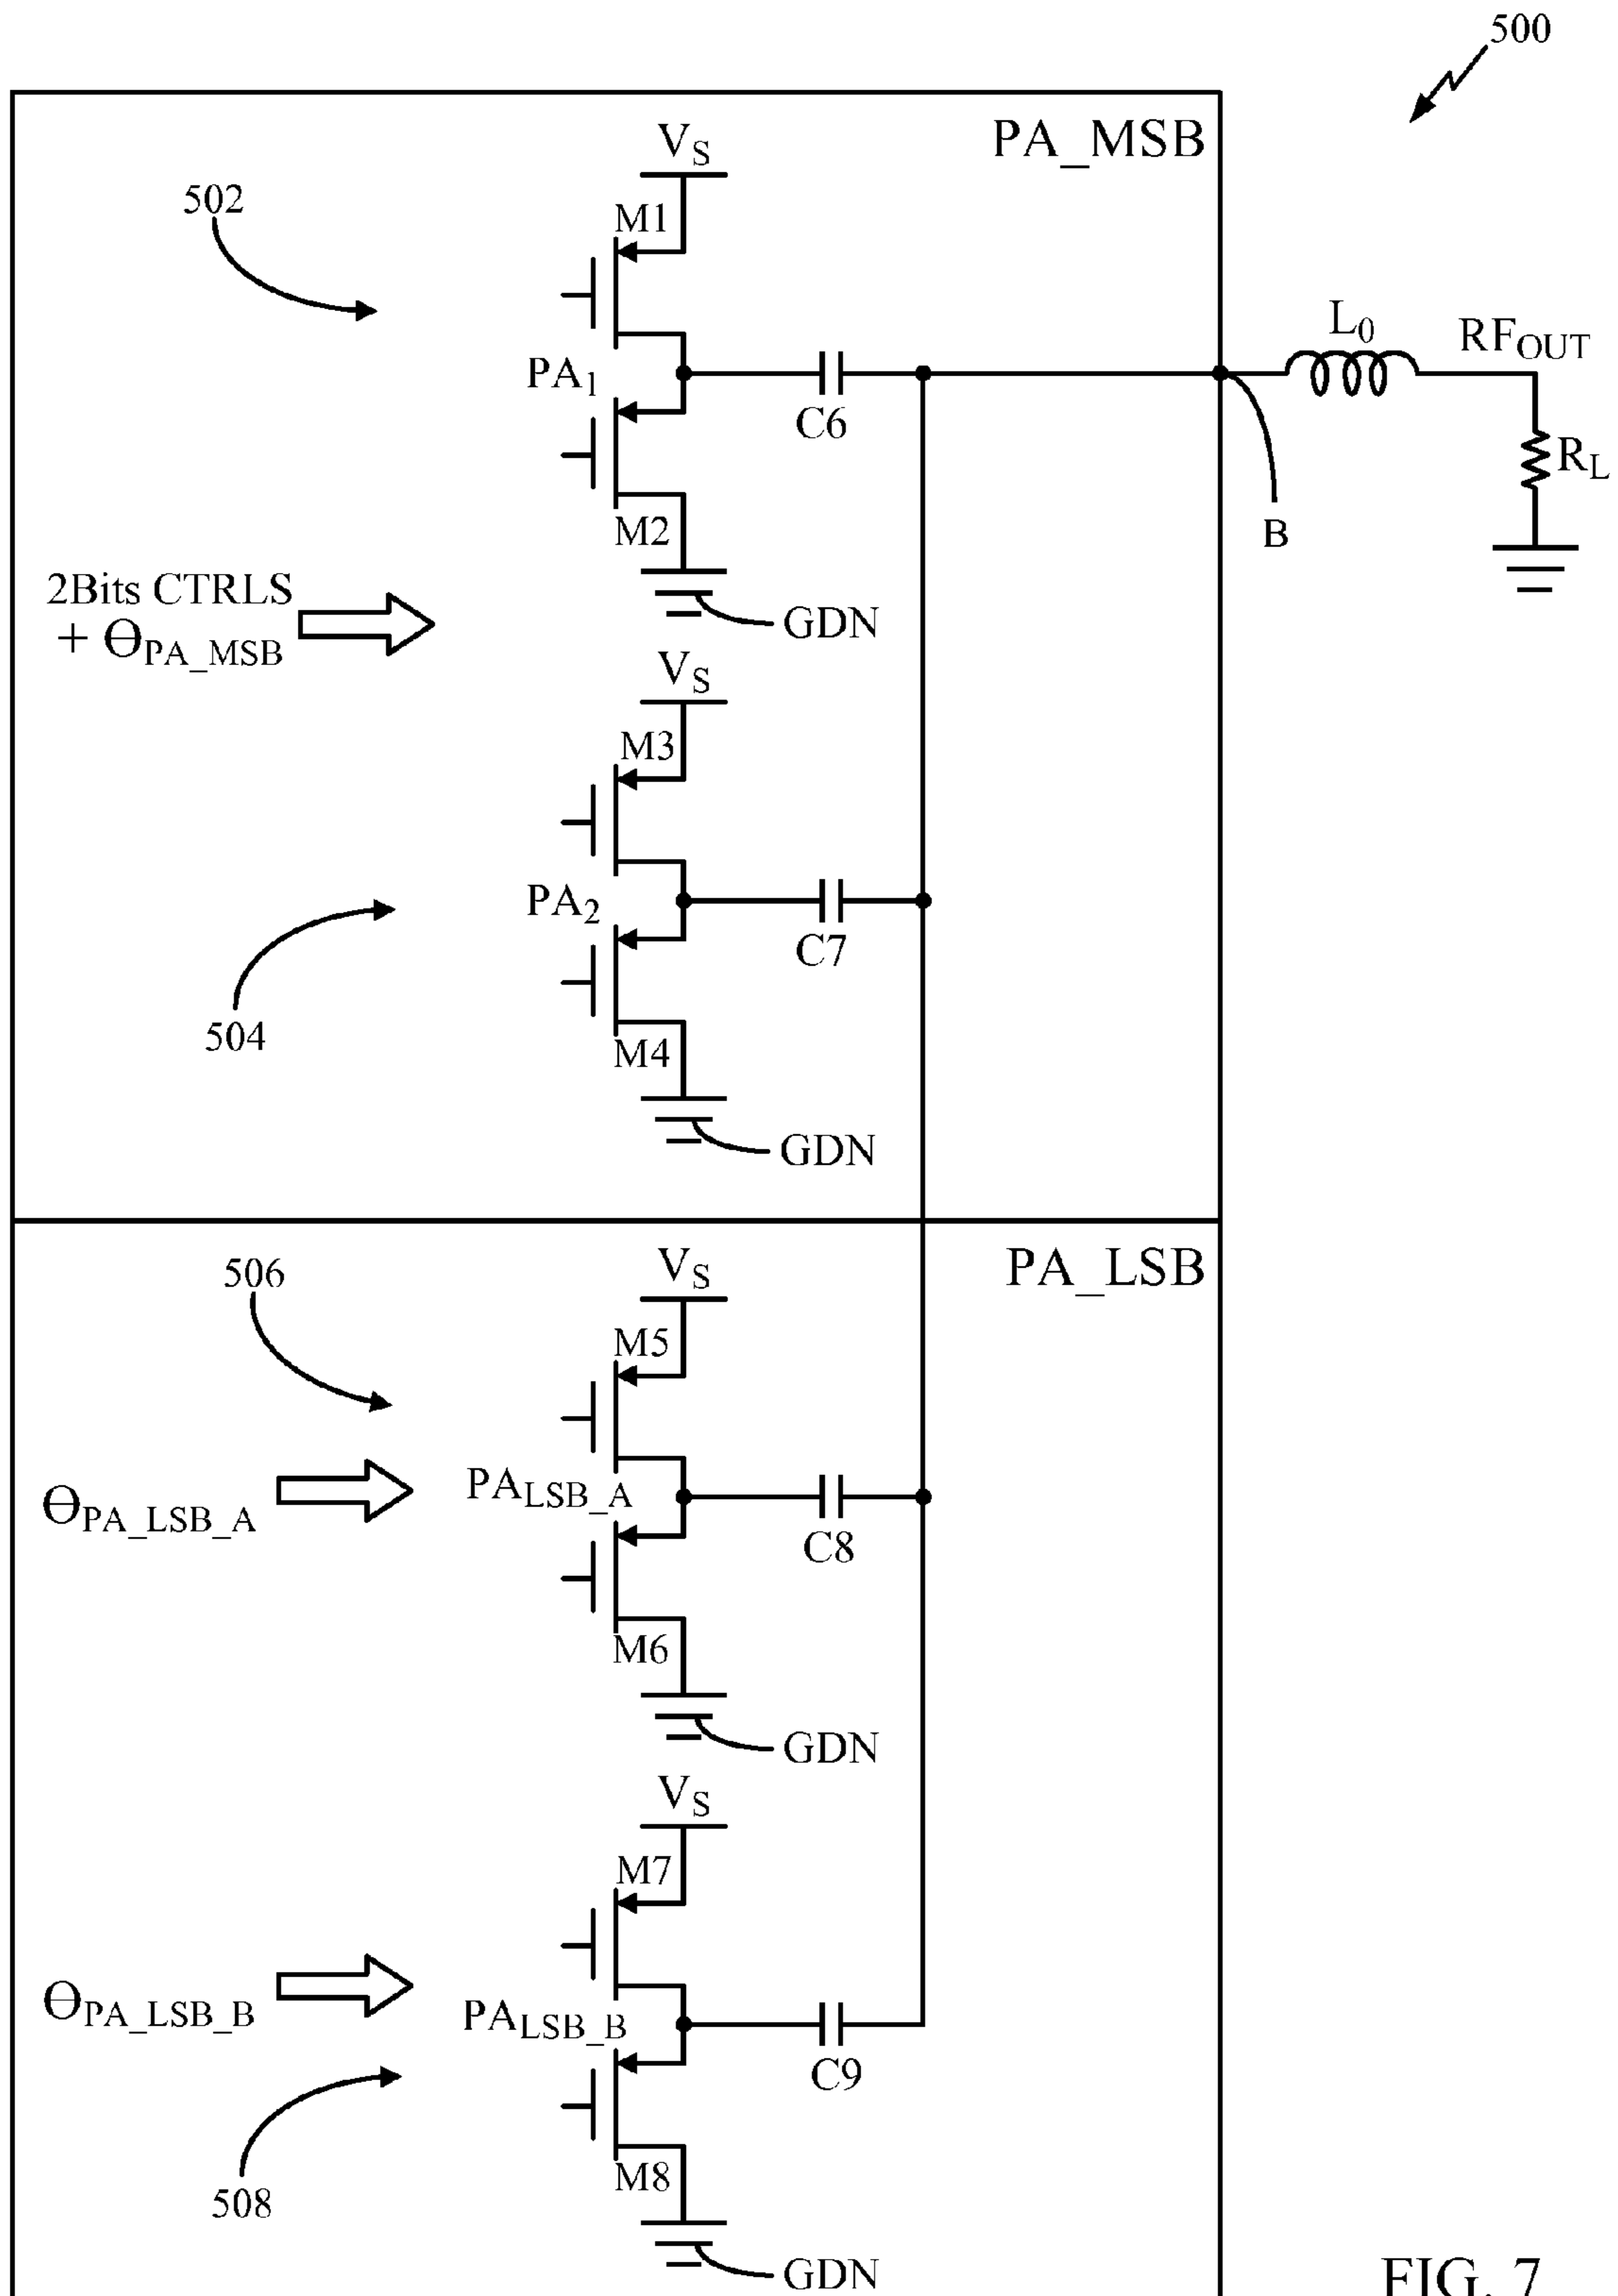 500
PA_MSB
V_S
502
M1
PA_1
C6
M2
L_0
RF_OUT
R_L
B
2Bits CTRLS
+ Θ_PA_MSB
GDN
V_S
M3
PA_2
C7
504
M4
GDN
PA_LSB
V_S
506
M5
Θ_PA_LSB_A
PA_LSB_A
C8
M6
GDN
V_S
M7
Θ_PA_LSB_B
PA_LSB_B
C9
508
M8
GDN
FIG. 7